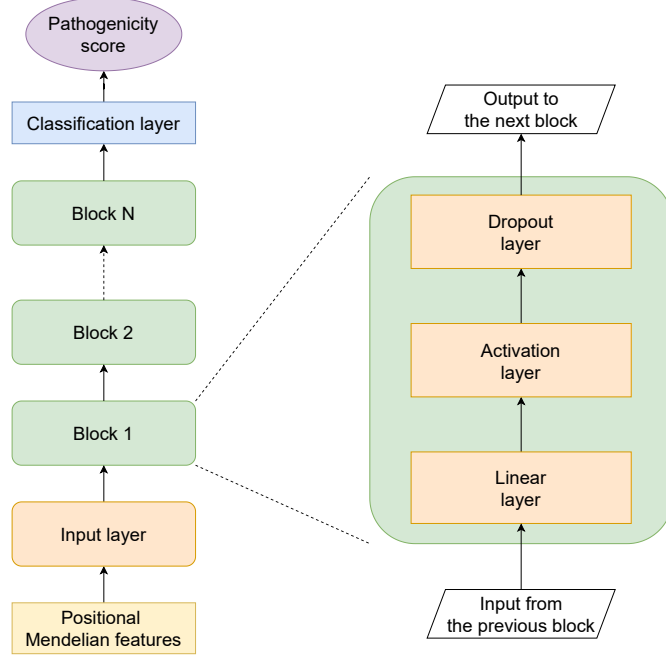 Pathogenicity
score
Classification layer
Block N
Block 2
Block 1
Input layer
Positional
Mendelian features
Output to
the next block
Dropout
layer
Activation
layer
Linear
layer
Input from
the previous block